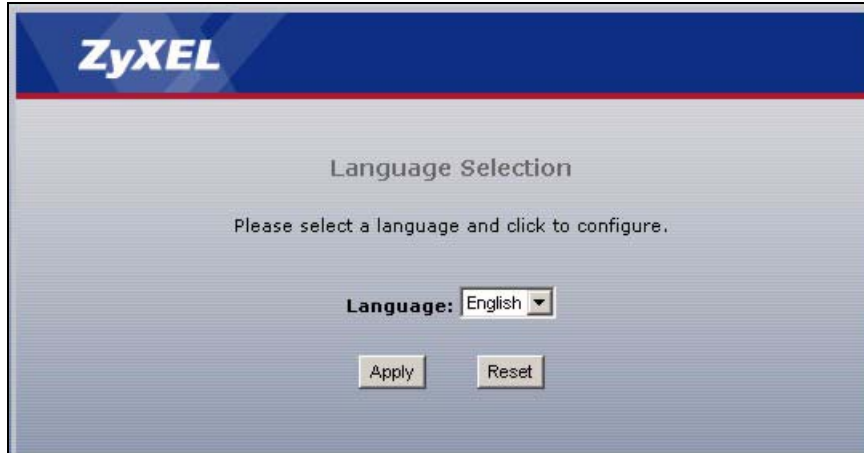 ZyXEL
Language Selection
Please select a language and click to configure.
Language: English
Apply Reset